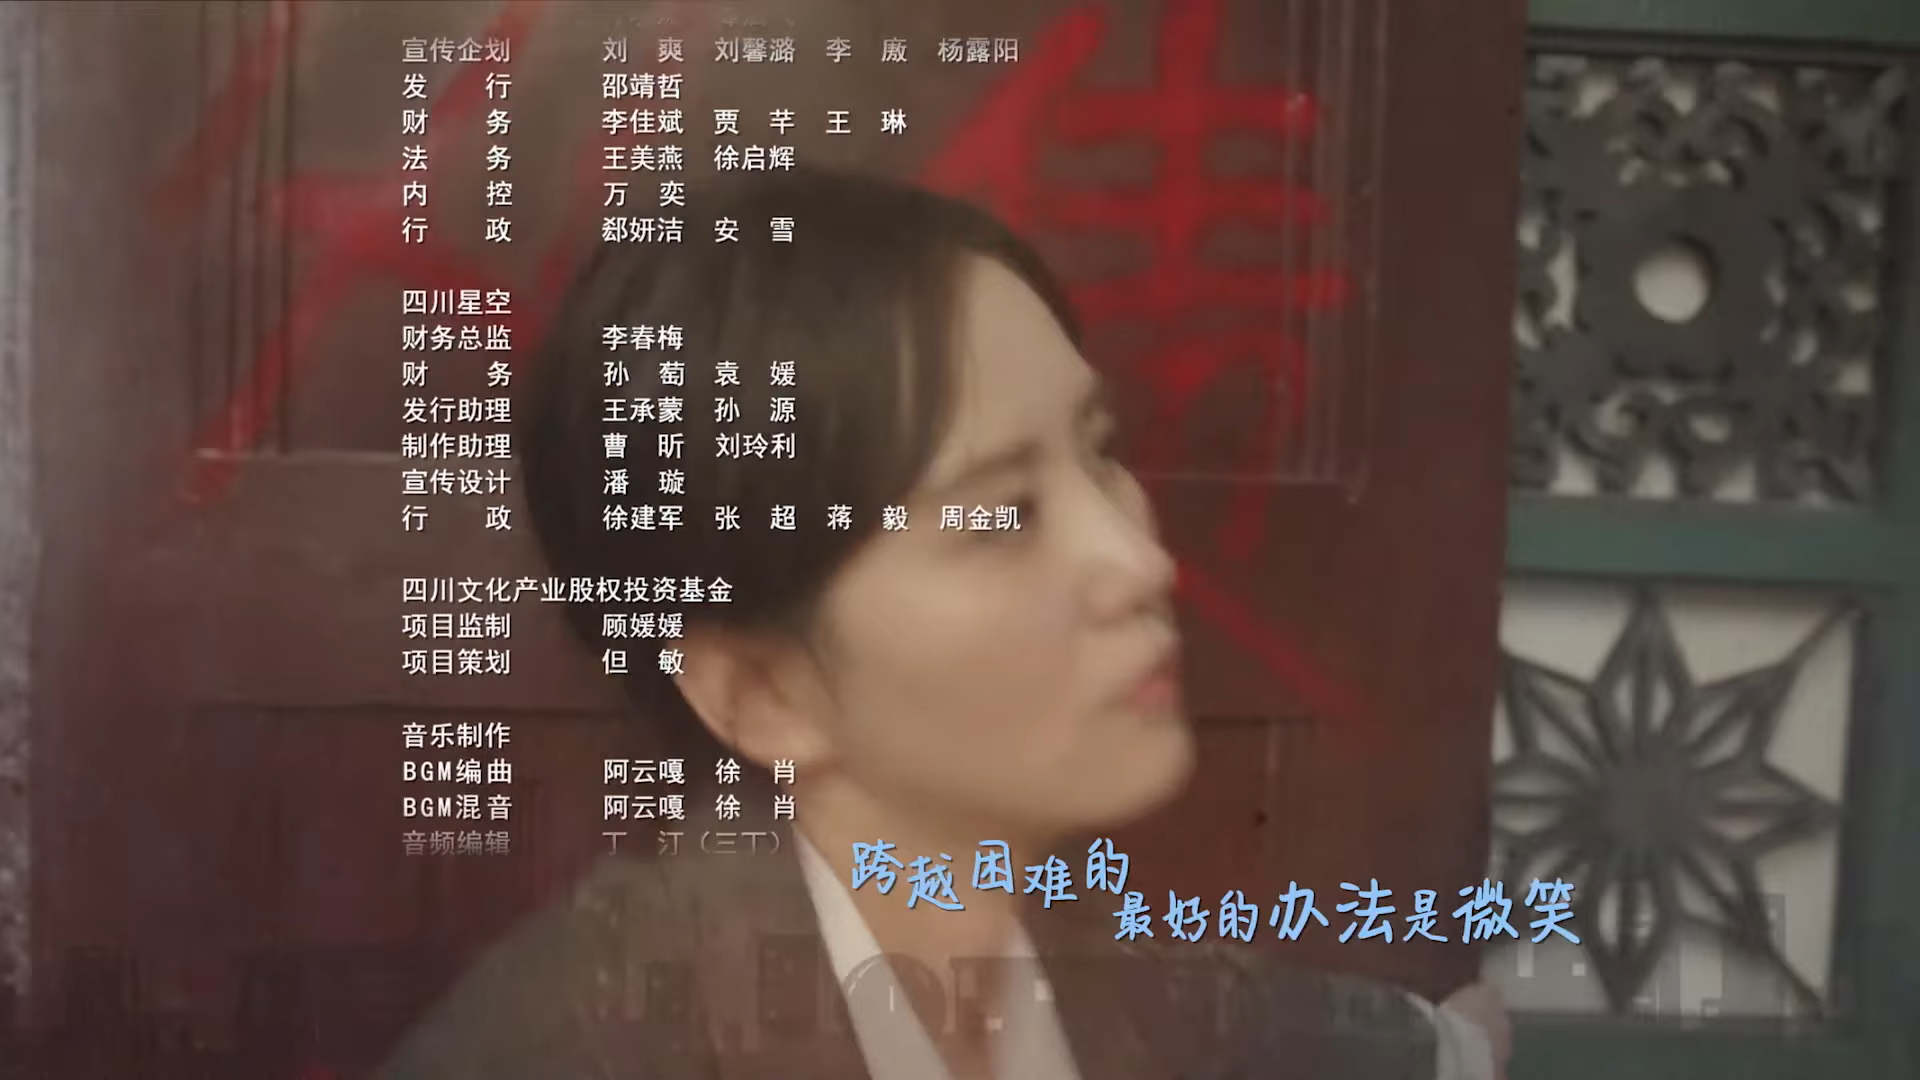 宣传企划 刘 爽 刘馨潞 李 廒 杨露阳
发 行 邵靖哲
财 务 李佳斌 贾 芊 王 琳
法 务 王美燕 徐启辉
内 控 万 奕
行 政 郄妍洁 安 雪
四川星空
财务总监 李春梅
财 务 孙 萄 袁 媛
发行助理 王承蒙 孙 源
制作助理 曹 昕 刘玲利
宣传设计 潘 璇
行 政 徐建军 张 超 蒋 毅 周金凯
四川文化产业股权投资基金
项目监制 顾媛媛
项目策划 但 敏
音乐制作
BGM编曲 阿云嘎 徐 肖
BGM混音 阿云嘎 徐 肖
音频编辑 丁 汀（三丁）
跨越困难的
最好的办法是微笑